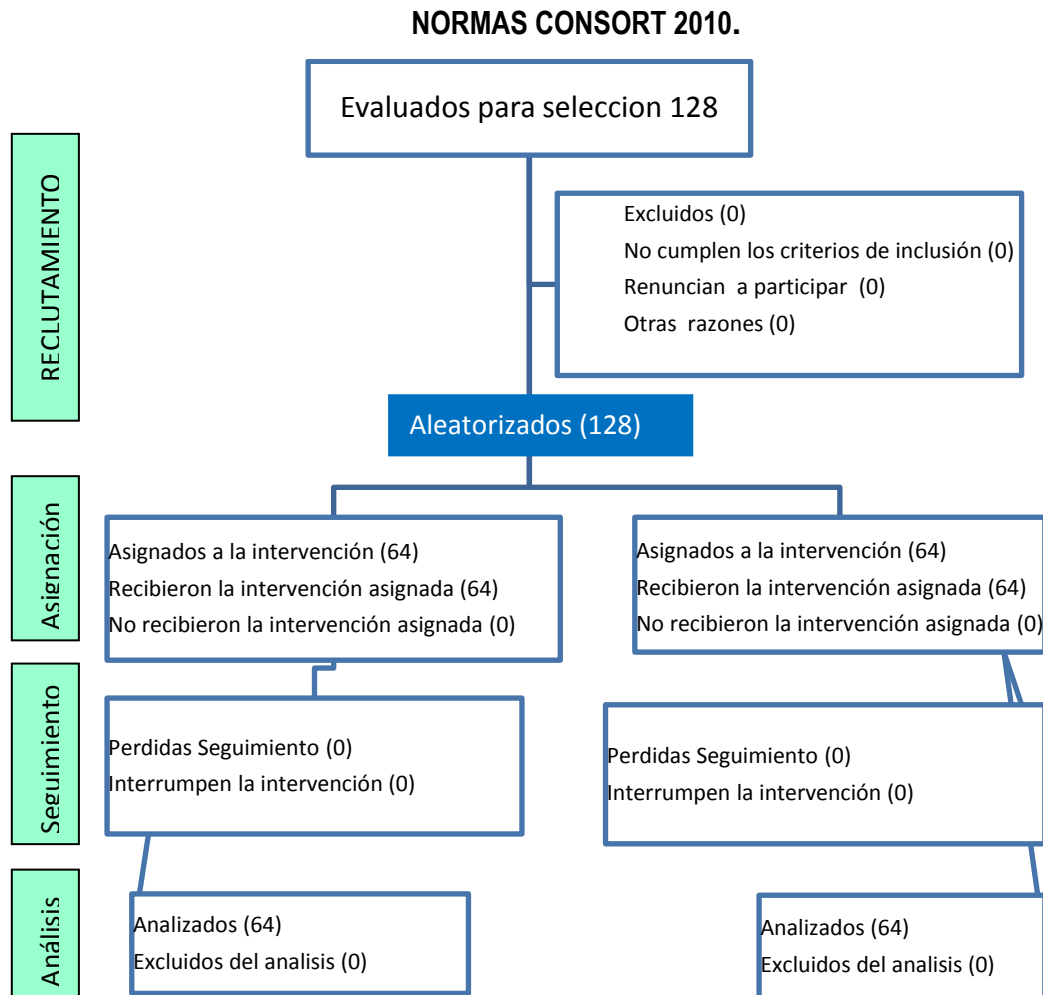 NORMAS CONSORT 2010.
Evaluados para seleccion 128
RECLUTAMIENTO
Excluidos (0)
No cumplen los criterios de inclusión (0)
Renuncian a participar (0)
Otras razones (0)
Aleatorizados (128)
Asignación
Asignados a la intervención (64)
Recibieron la intervención asignada (64)
No recibieron la intervención asignada (0)
Asignados a la intervención (64)
Recibieron la intervención asignada (64)
No recibieron la intervención asignada (0)
Seguimiento
Perdidas Seguimiento (0)
Interrumpen la intervención (0)
Perdidas Seguimiento (0)
Interrumpen la intervención (0)
Análisis
Analizados (64)
Excluidos del analisis (0)
Analizados (64)
Excluidos del analisis (0)